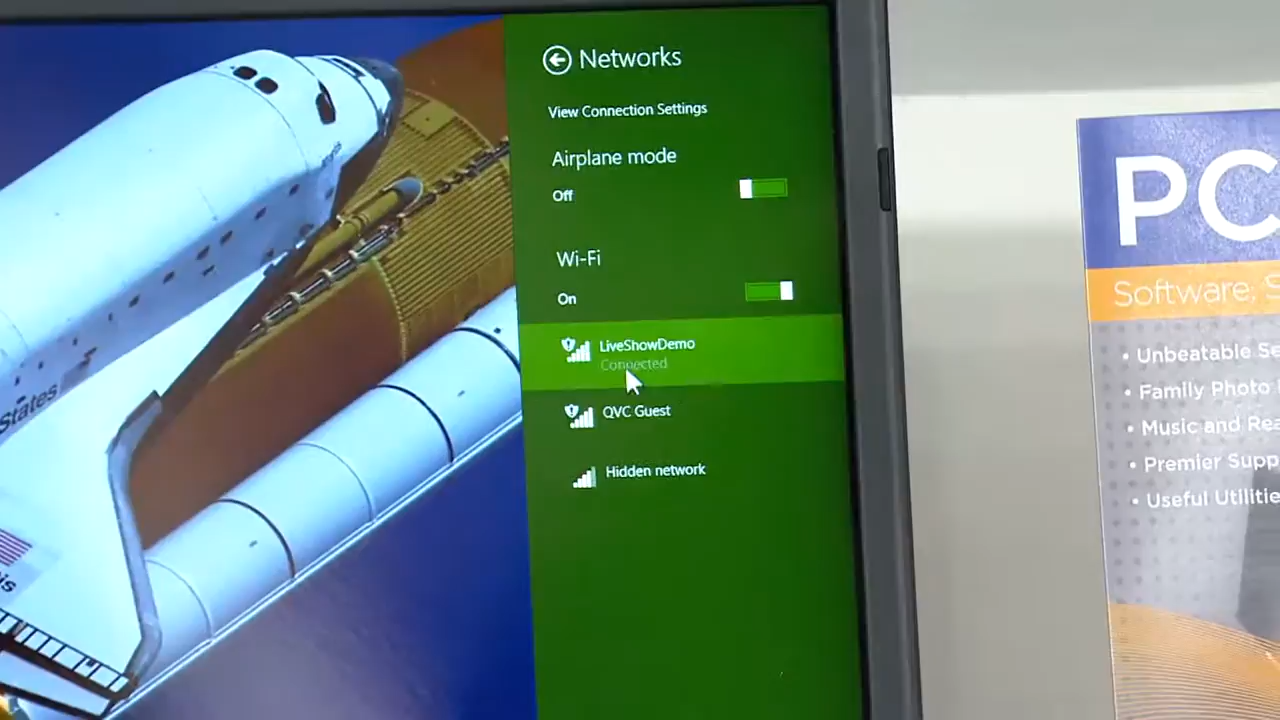 Networks
View Connection Settings
Airplane mode
Off
Wi-Fi
On
LiveShowDemo
Connected
QVC Guest
Hidden network
States
is
PC
Software, S
• Unbeatable Se
• Family Photo
• Music and Rea
• Premier Supp
• Useful Utilitie